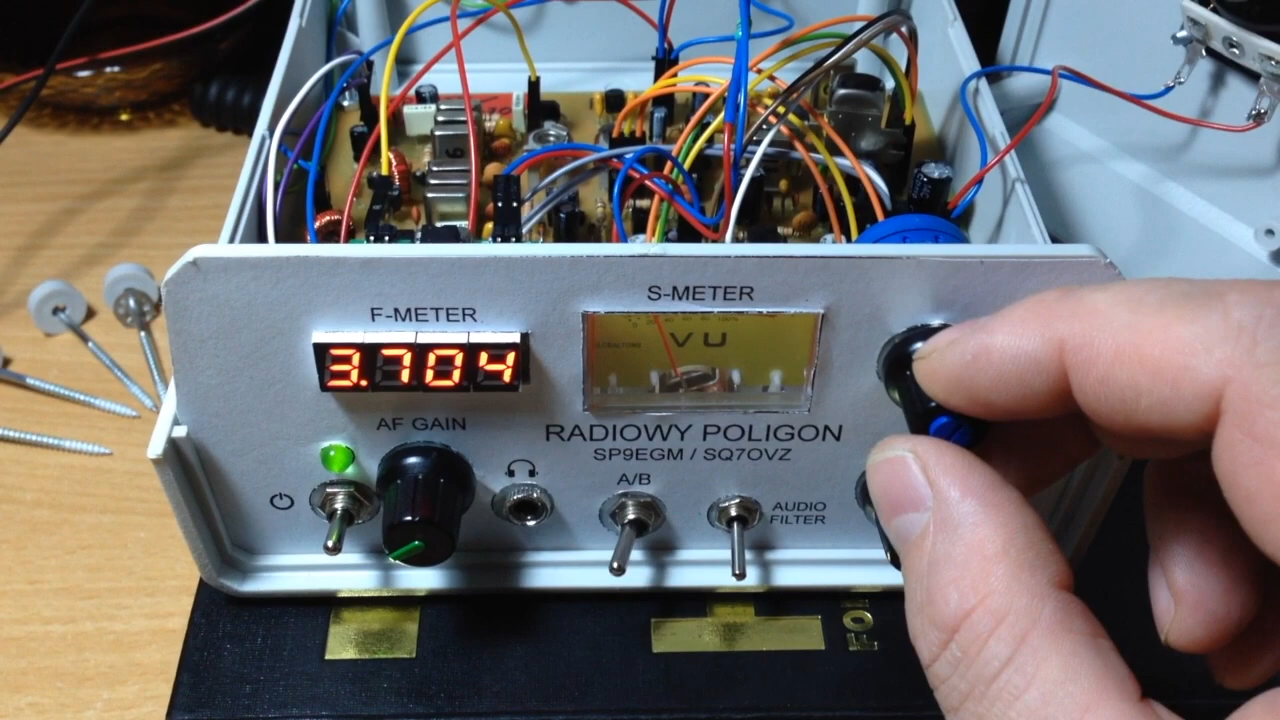 S-METER
F-METER
3.704
VU
AF GAIN
RADIOWY POLIGON
SP9EGM / SQ7OVZ
A/B
AUDIO
FILTER